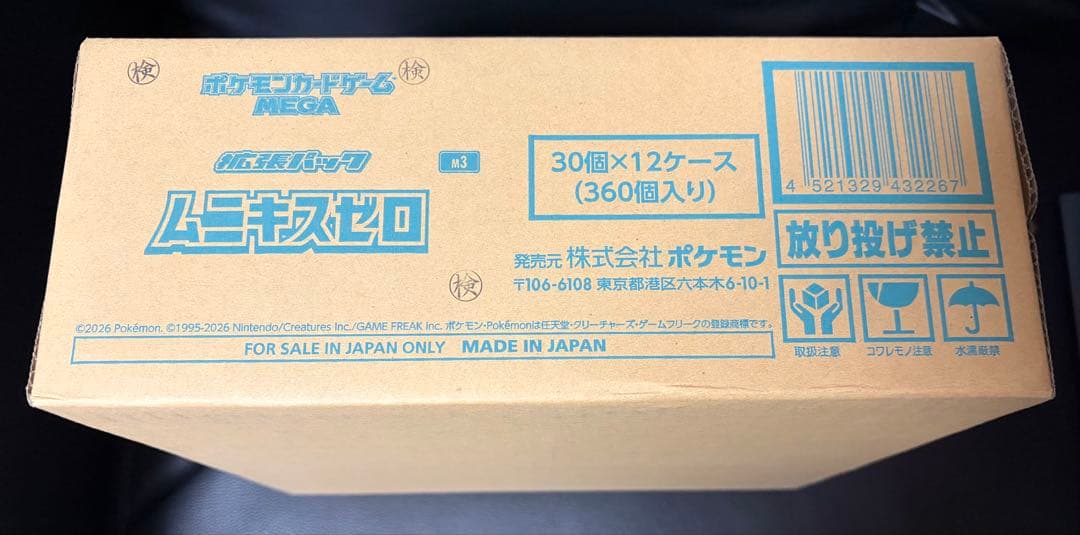 検
ポケモンカードゲーム
MEGA
検
拡張パック
M3
ムニキスゼロ
30個×12ケース
(360個入り)
4 521329 432267
放り投げ禁止
発売元 株式会社 ポケモン
〒106-6108 東京都港区六本木6-10-1
検
取扱注意
コワレモノ注意
水濡厳禁
©2026 Pokémon. ©1995-2026 Nintendo/Creatures Inc./GAME FREAK inc. ポケモン・Pokémonは任天堂・クリーチャーズ・ゲームフリークの登録商標です。
FOR SALE IN JAPAN ONLY MADE IN JAPAN